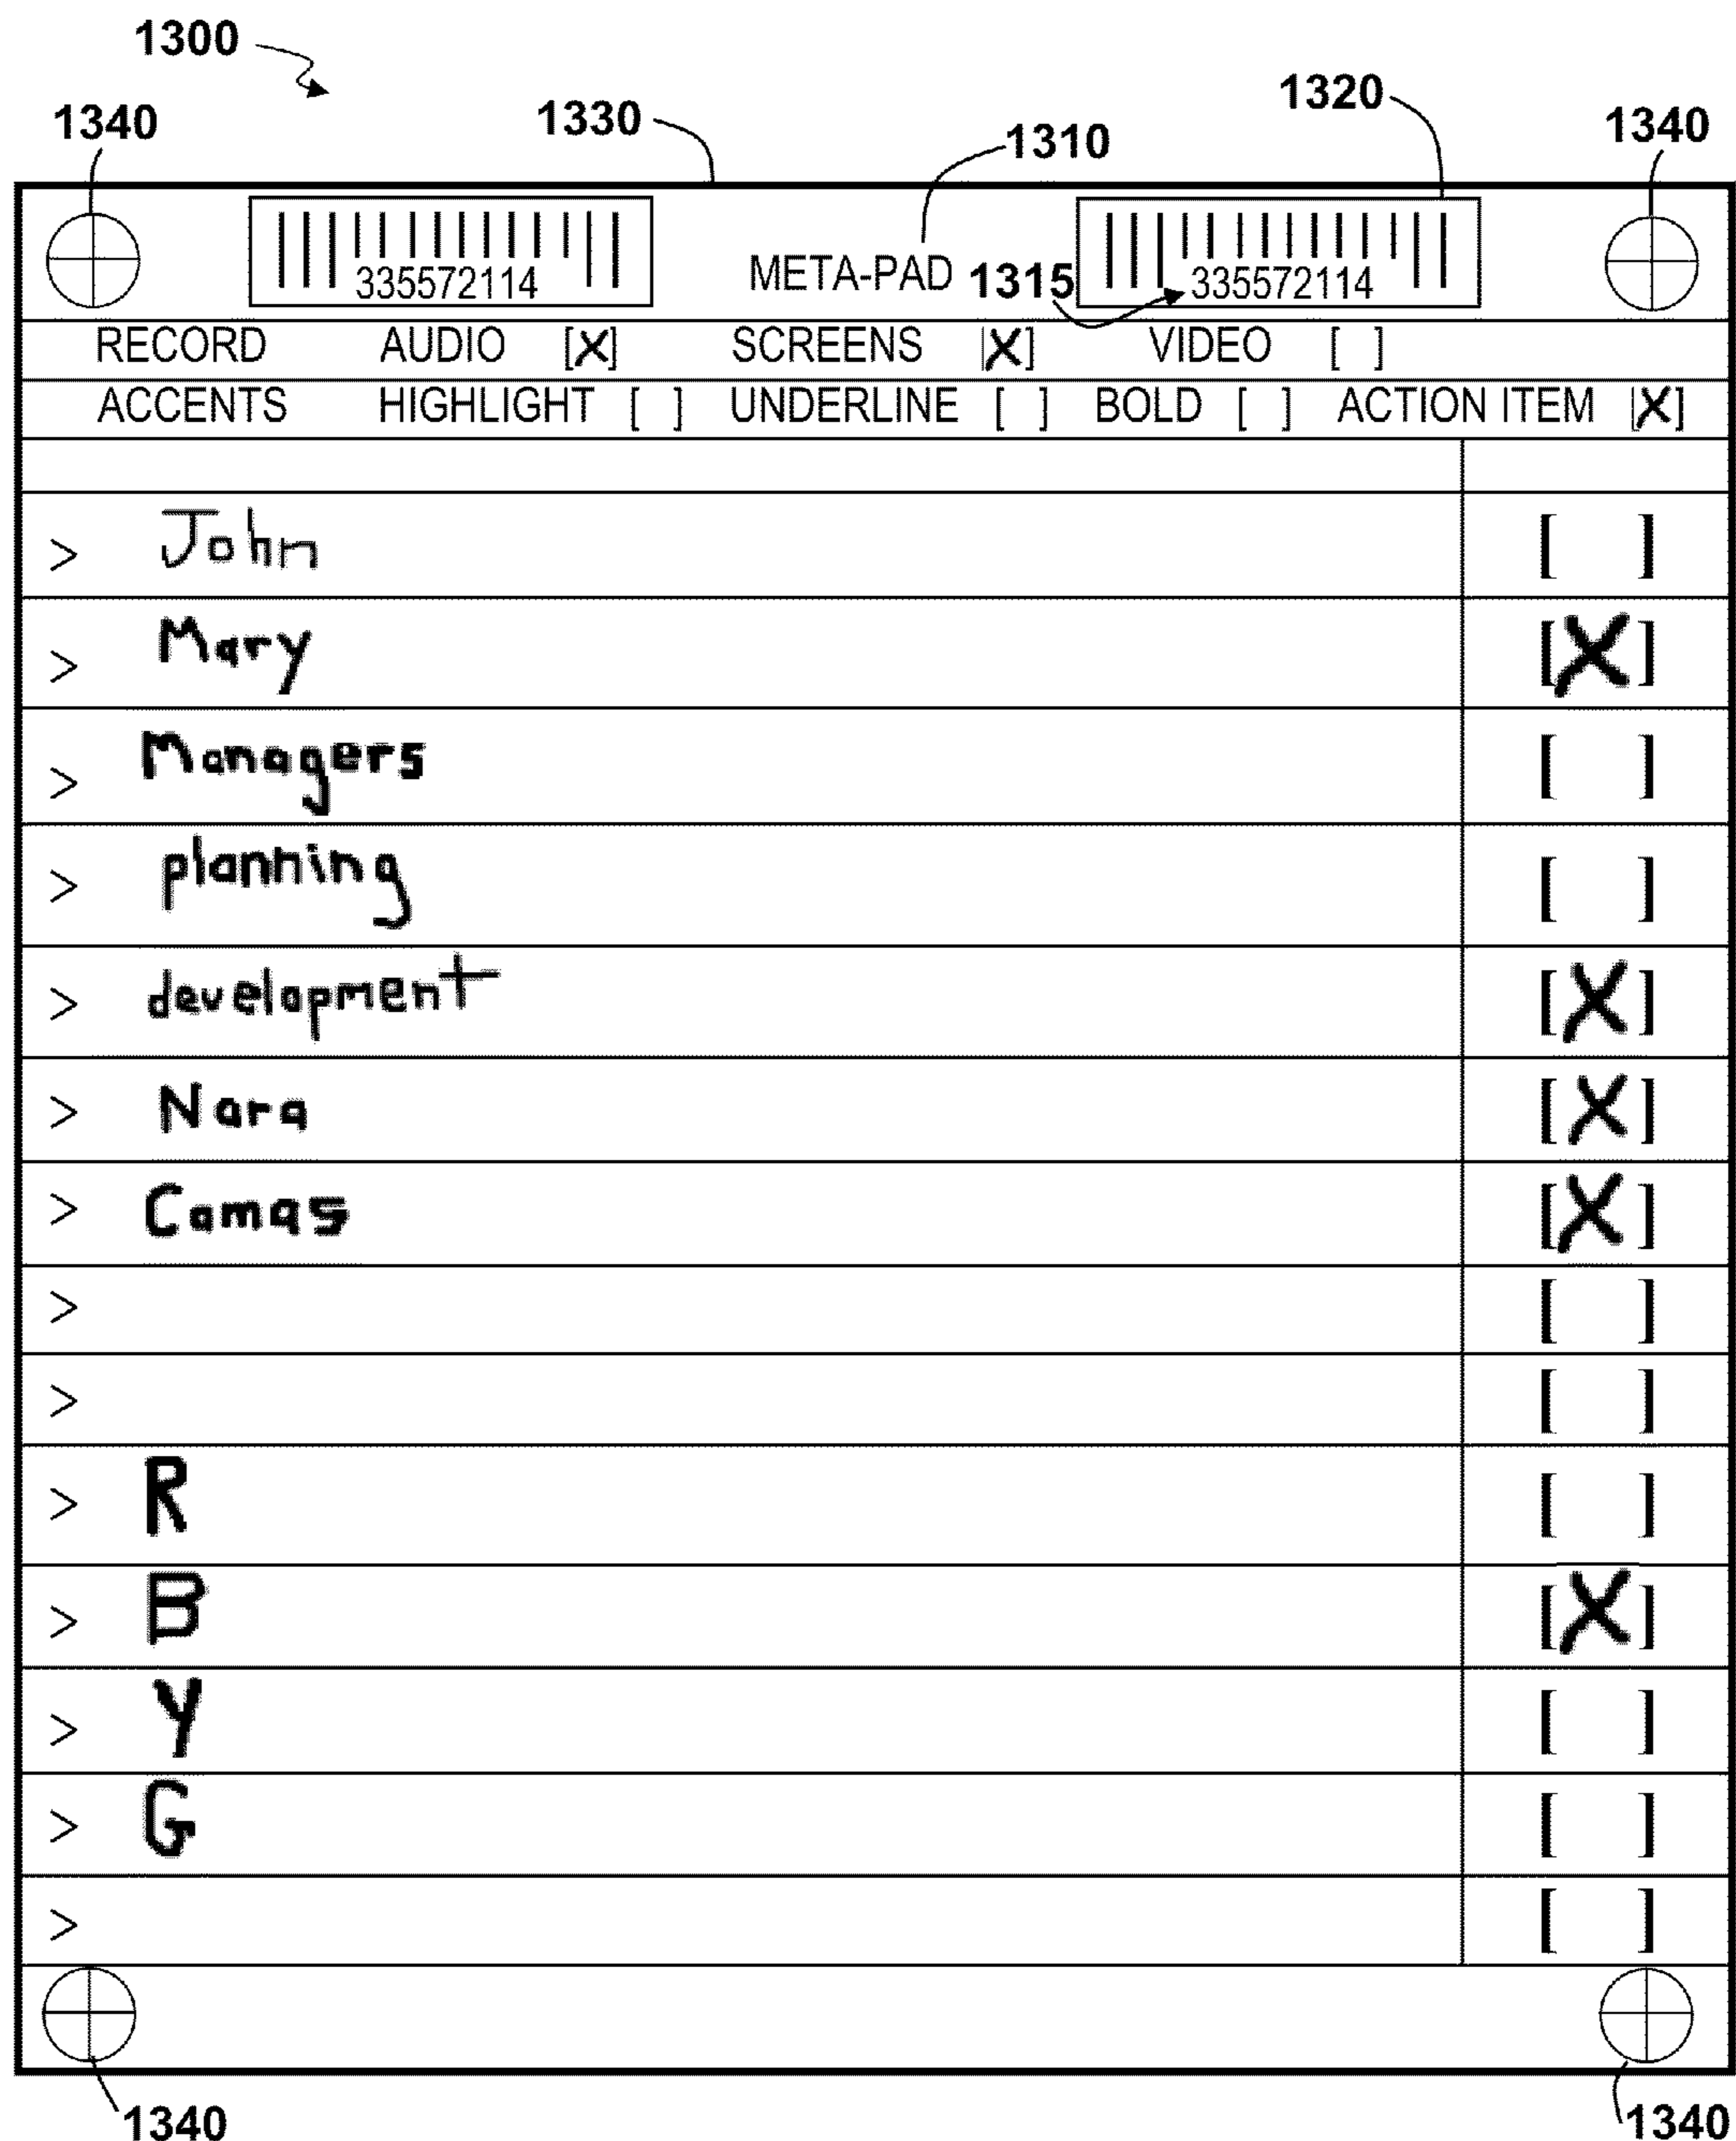 1300
1340 1330 1310 1320 1340
335572114 META-PAD 1315 335572114
RECORD AUDIO [X] SCREENS [X] VIDEO [ ]
ACCENTS HIGHLIGHT [ ] UNDERLINE [ ] BOLD [ ] ACTION ITEM [X]
> John [ ]
> Mary [X]
> Managers [ ]
> planning [ ]
> development [X]
> Nara [X]
> Camas [X]
> [ ]
> [ ]
> R [ ]
> B [X]
> Y [ ]
> G [ ]
> [ ]
1340 1340